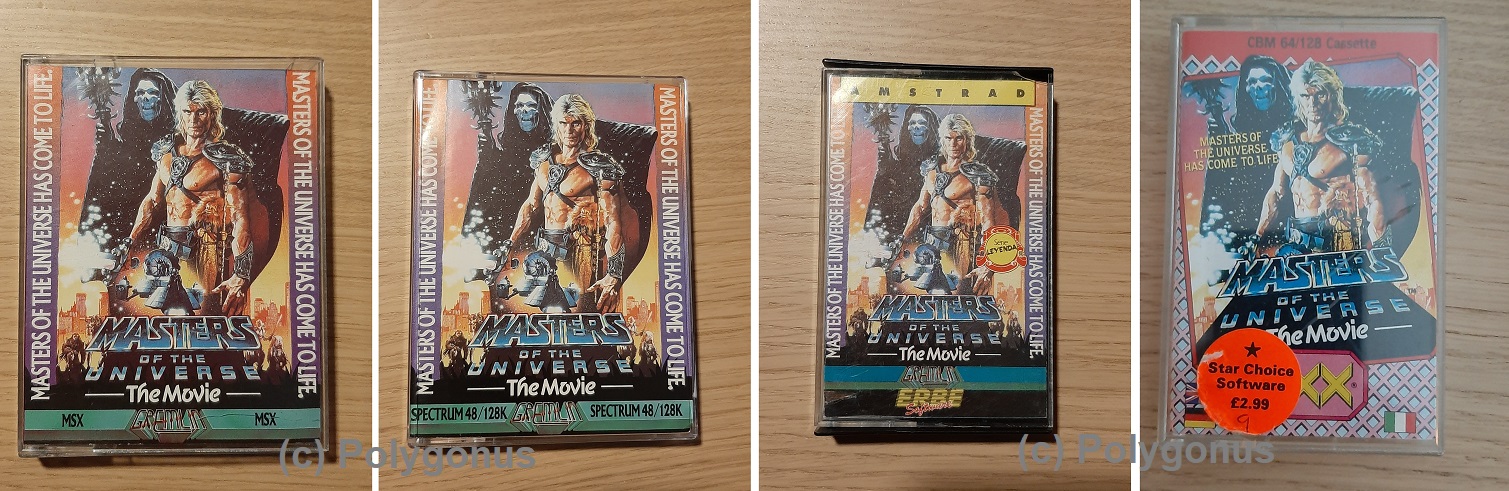 MASTERS OF THE UNIVERSE HAS COME TO LIFE.
MASTERS OF THE UNIVERSE HAS COME TO LIFE.
MASTERS
OF THE
UNIVERSE
The Movie
MSX GREMLIN MSX
MASTERS OF THE UNIVERSE HAS COME TO LIFE.
MASTERS OF THE UNIVERSE HAS COME TO LIFE.
MASTERS
OF THE
UNIVERSE
The Movie
SPECTRUM 48/128K GREMLIN SPECTRUM 48/128K
AMSTRAD
MASTERS OF THE UNIVERSE HAS COME TO LIFE.
MASTERS OF THE UNIVERSE HAS COME TO LIFE.
Serie
LEYENDA
MASTERS
OF THE
UNIVERSE
The Movie
GREMLIN
ERBE
Software
CBM 64/128 Cassette
MASTERS OF
THE UNIVERSE
HAS COME TO LIFE
MASTERS
OF THE
UNIVERSE
The Movie
Star Choice
Software
£2.99
9
(c) Polygonus
(c) Polygonus